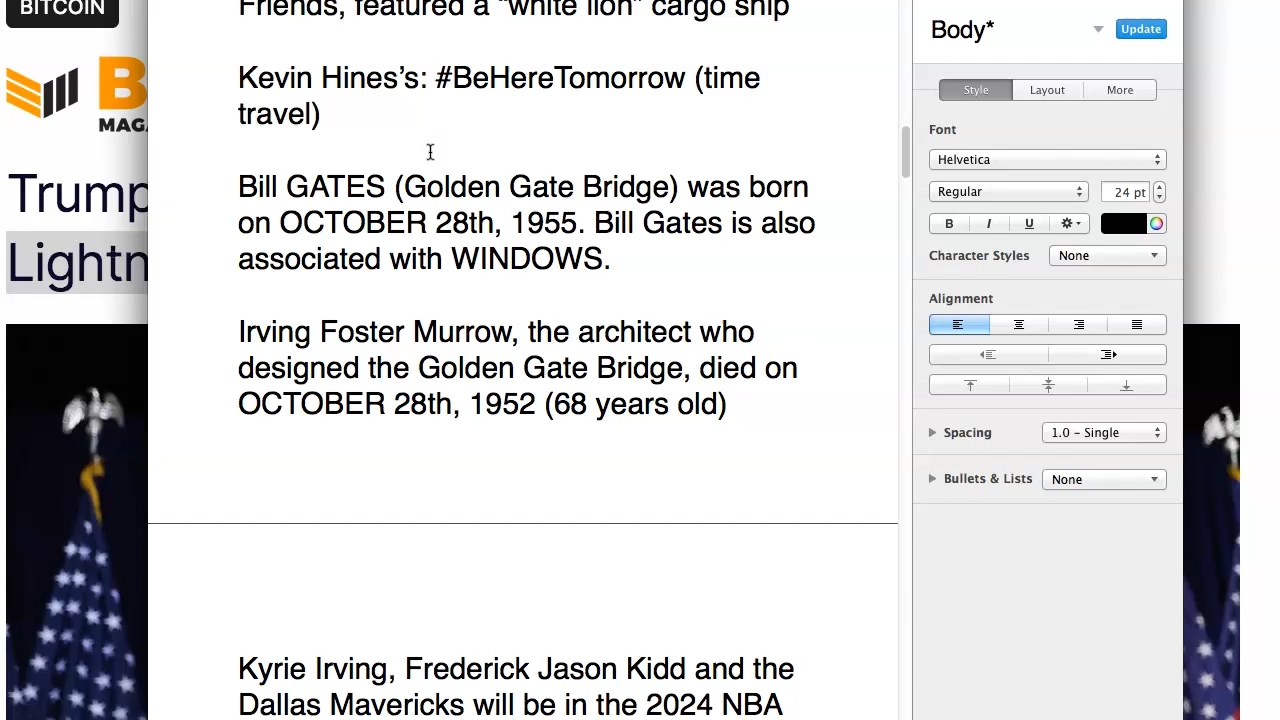 BITCOIN
B
MAGA
Trump
Lightn
Friends, featured a “white lion” cargo ship
Kevin Hines’s: #BeHereTomorrow (time
travel)
Bill GATES (Golden Gate Bridge) was born
on OCTOBER 28th, 1955. Bill Gates is also
associated with WINDOWS.
Irving Foster Murrow, the architect who
designed the Golden Gate Bridge, died on
OCTOBER 28th, 1952 (68 years old)
Kyrie Irving, Frederick Jason Kidd and the
Dallas Mavericks will be in the 2024 NBA
Body*
Update
Style Layout More
Font
Helvetica
Regular 24 pt
B I U
Character Styles None
Alignment
Spacing 1.0 - Single
Bullets & Lists None